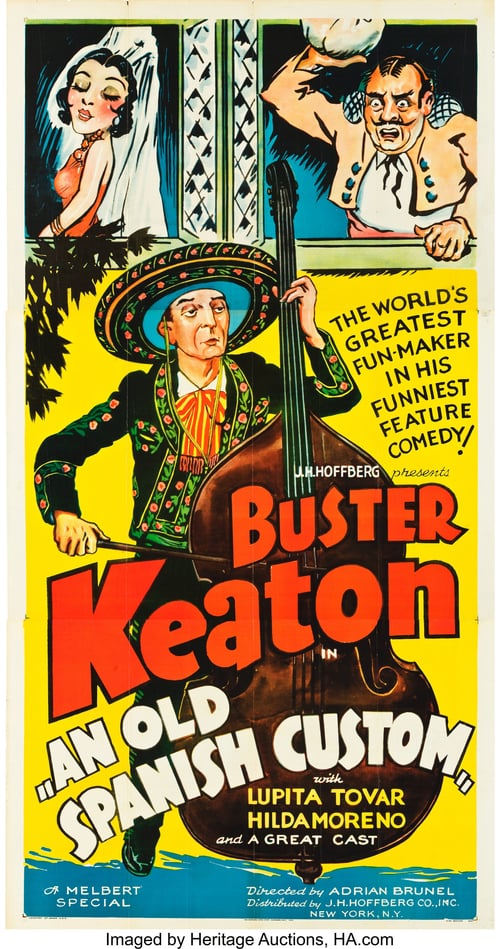 THE WORLD'S
GREATEST
FUN-MAKER
IN HIS
FUNNIEST
FEATURE
COMEDY!
J.H. HOFFBERG presents
BUSTER
Keaton
IN
"AN OLD
SPANISH CUSTOM"
with
LUPITA TOVAR
HILDA MORENO
and A GREAT CAST
A MELBERT
SPECIAL
Directed by ADRIAN BRUNEL
Distributed by J.H. HOFFBERG CO., INC.
NEW YORK, N.Y.
Imaged by Heritage Auctions, HA.com